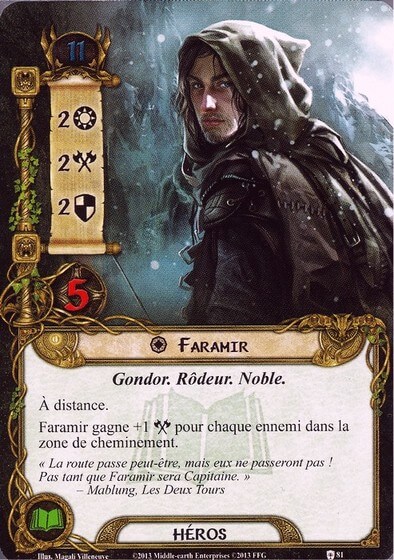 11
2
2
2
5
FARAMIR
Gondor. Rôdeur. Noble.
À distance.
Faramir gagne +1 pour chaque ennemi dans la
zone de cheminement.
« La route passe peut-être, mais eux ne passeront pas !
Pas tant que Faramir sera Capitaine. »
– Mablung, Les Deux Tours
HÉROS
Illus. Magali Villeneuve ©2013 Middle-earth Enterprises ©2013 FFG 81